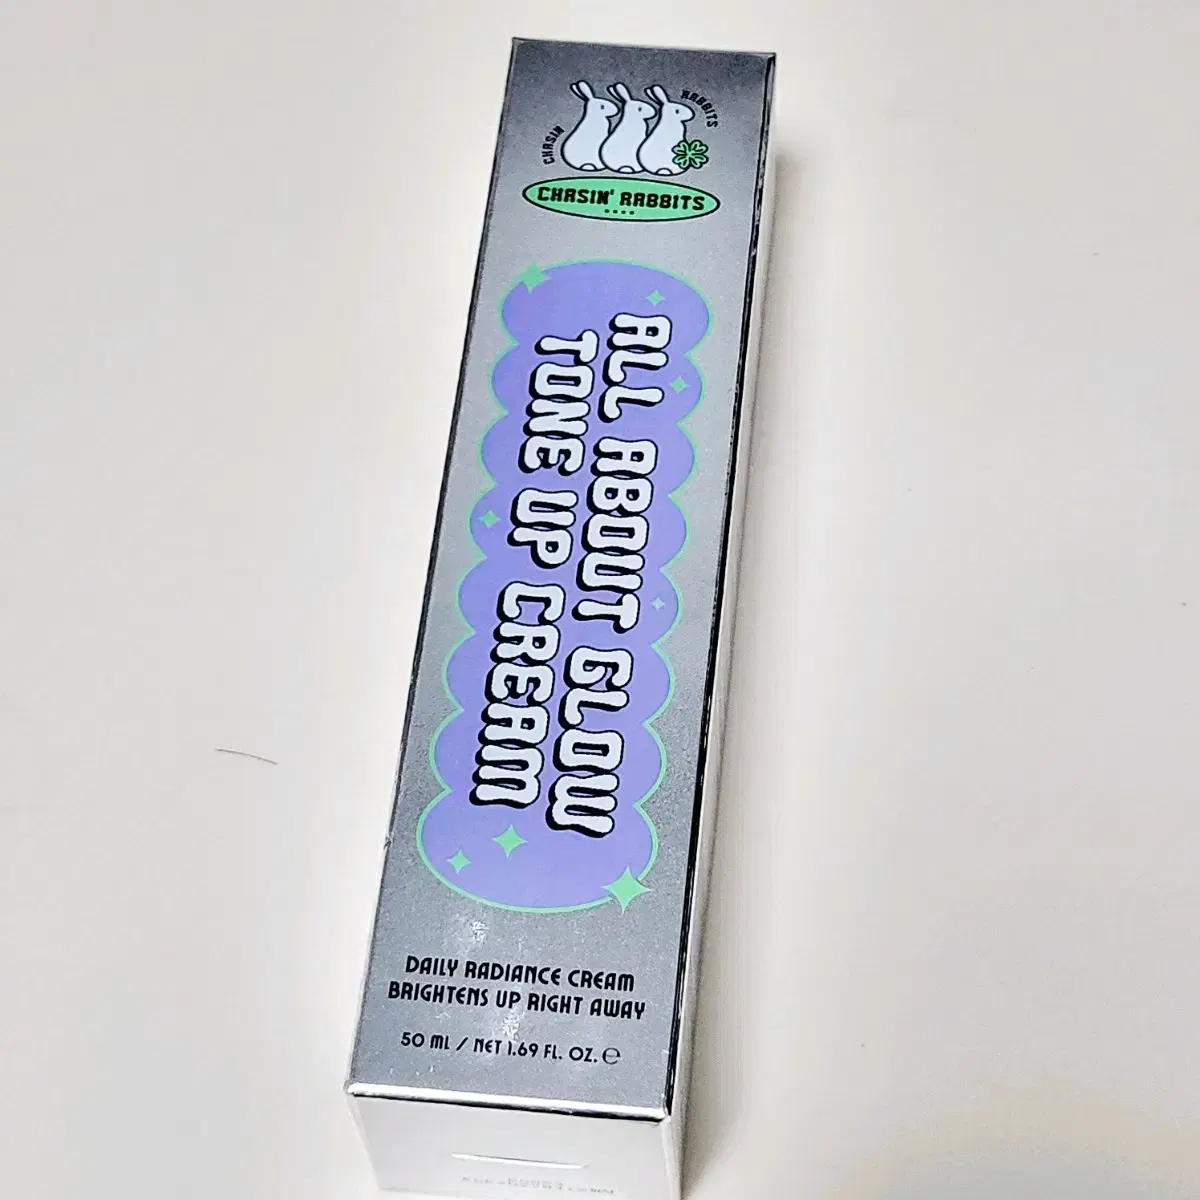 CHASIN RABBITS
CHASIN' RABBITS
ALL ABOUT GLOW
TONE UP CREAM
DAILY RADIANCE CREAM
BRIGHTENS UP RIGHT AWAY
50 ML / NET 1.69 FL. OZ. ℮